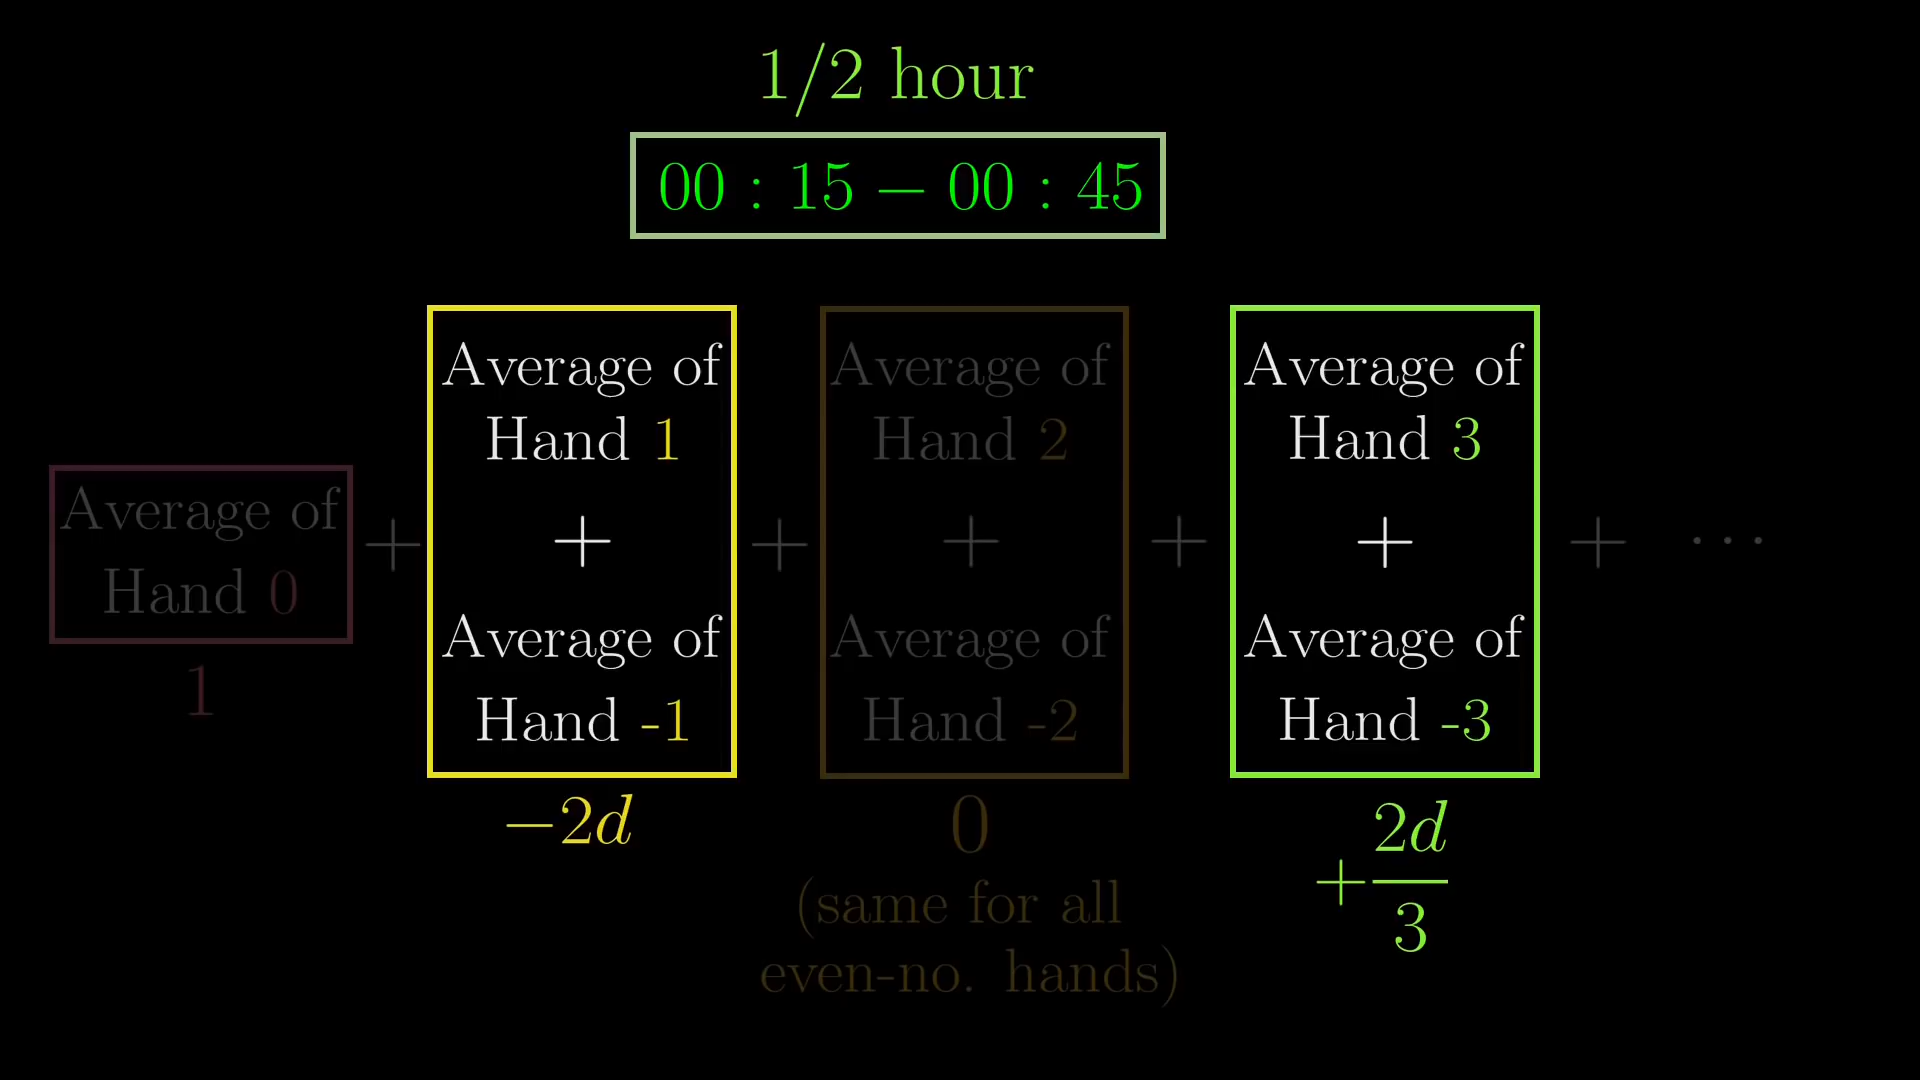 1/2 hour
00 : 15 − 00 : 45
Average of
Hand 0
1
+
Average of
Hand 1
+
Average of
Hand -1
−2d
+
Average of
Hand 2
+
Average of
Hand -2
0
(same for all
even-no. hands)
+
Average of
Hand 3
+
Average of
Hand -3
+2d/3
+ ⋯